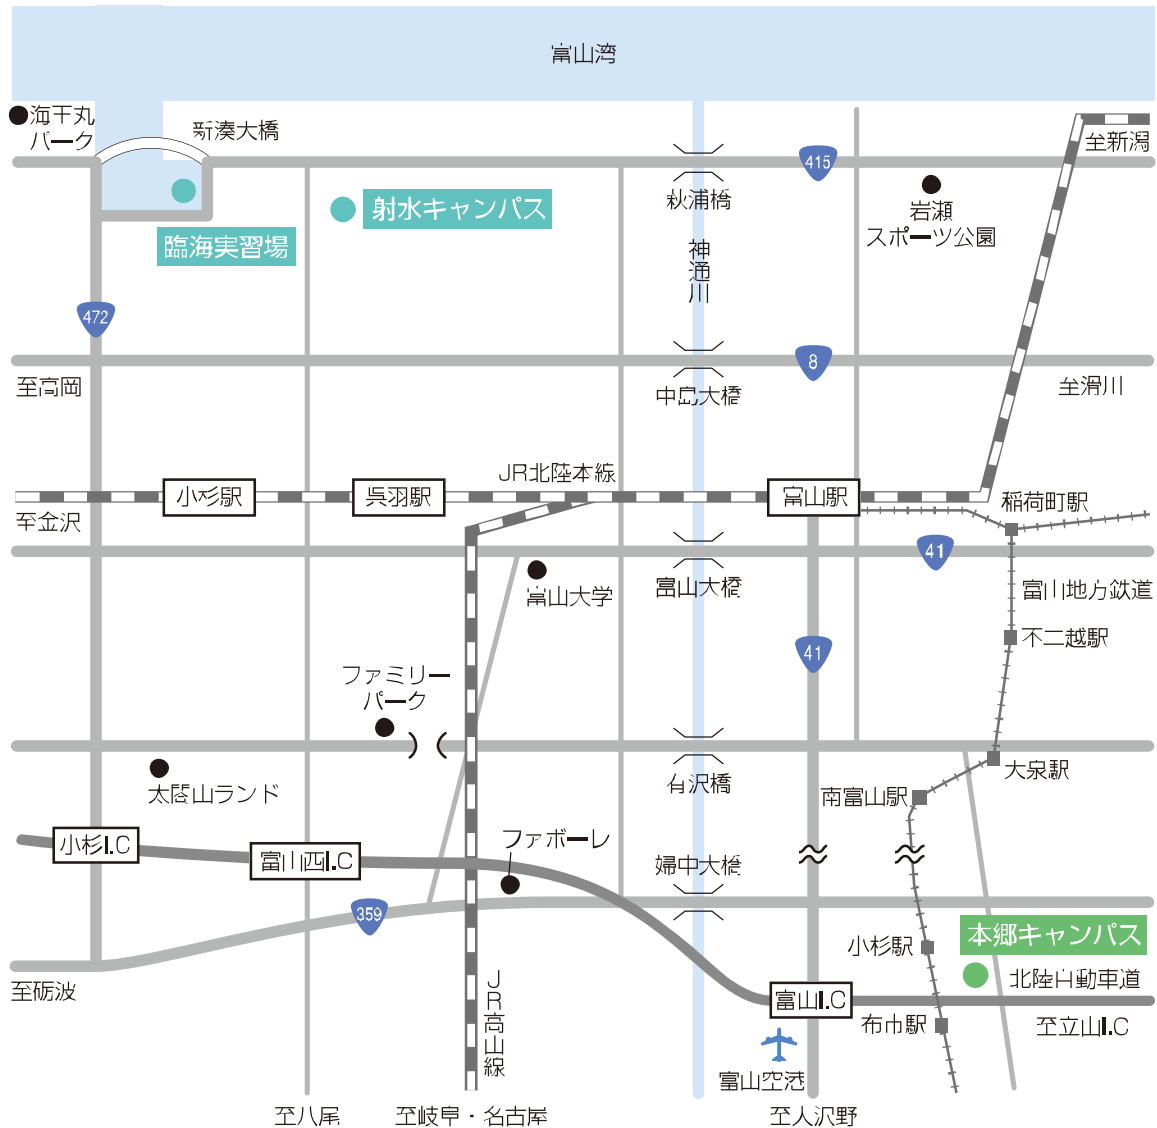 富山湾
海王丸
パーク
新湊大橋
415
至新潟
萩浦橋
射水キャンパス
岩瀬
スポーツ公園
臨海実習場
神通川
472
8
至高岡
中島大橋
至滑川
JR北陸本線
小杉駅
呉羽駅
富山駅
稲荷町駅
至金沢
41
富山大学
富山大橋
富山地方鉄道
不二越駅
41
ファミリー
パーク
大泉駅
太閤山ランド
有沢橋
南富山駅
小杉I.C
富山西I.C
ファボーレ
婦中大橋
359
本郷キャンパス
小杉駅
北陸自動車道
至砺波
JR高山線
富山I.C
布市駅
至立山I.C
富山空港
至八尾
至岐阜・名古屋
至大沢野